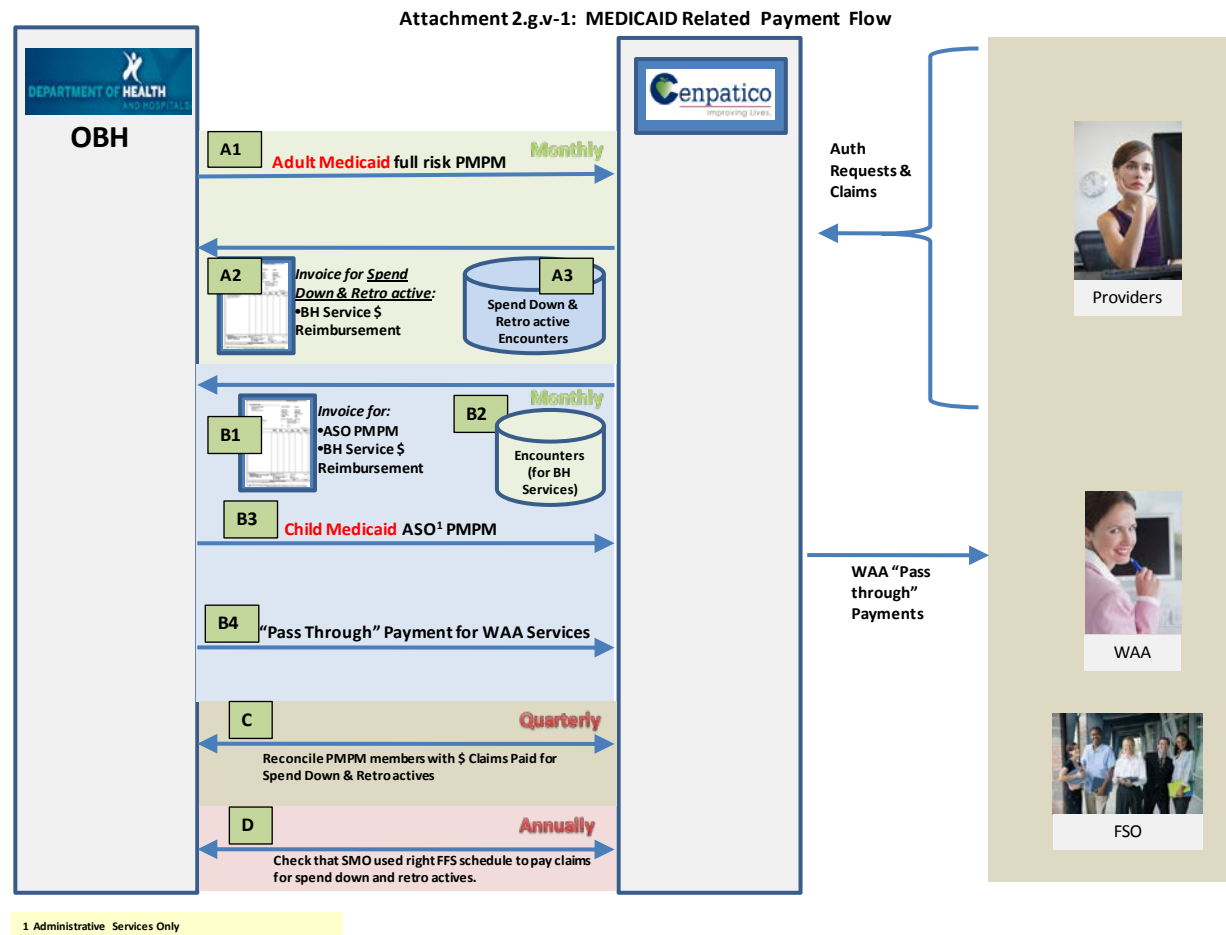 Attachment 2.g.v-1: MEDICAID Related Payment Flow
DEPARTMENT OF HEALTH
AND HOSPITALS
OBH
Cenpatico
Improving Lives.
A1
Adult Medicaid full risk PMPM
Monthly
A2
Invoice for Spend
Down & Retro active:
•BH Service $
Reimbursement
A3
Spend Down &
Retro active
Encounters
Monthly
B1
Invoice for:
•ASO PMPM
•BH Service $
Reimbursement
B2
Encounters
(for BH
Services)
B3
Child Medicaid ASO1 PMPM
B4
“Pass Through” Payment for WAA Services
C
Quarterly
Reconcile PMPM members with $ Claims Paid for
Spend Down & Retro actives
D
Annually
Check that SMO used right FFS schedule to pay claims
for spend down and retro actives.
Auth
Requests &
Claims
WAA “Pass
through”
Payments
Providers
WAA
FSO
1 Administrative Services Only